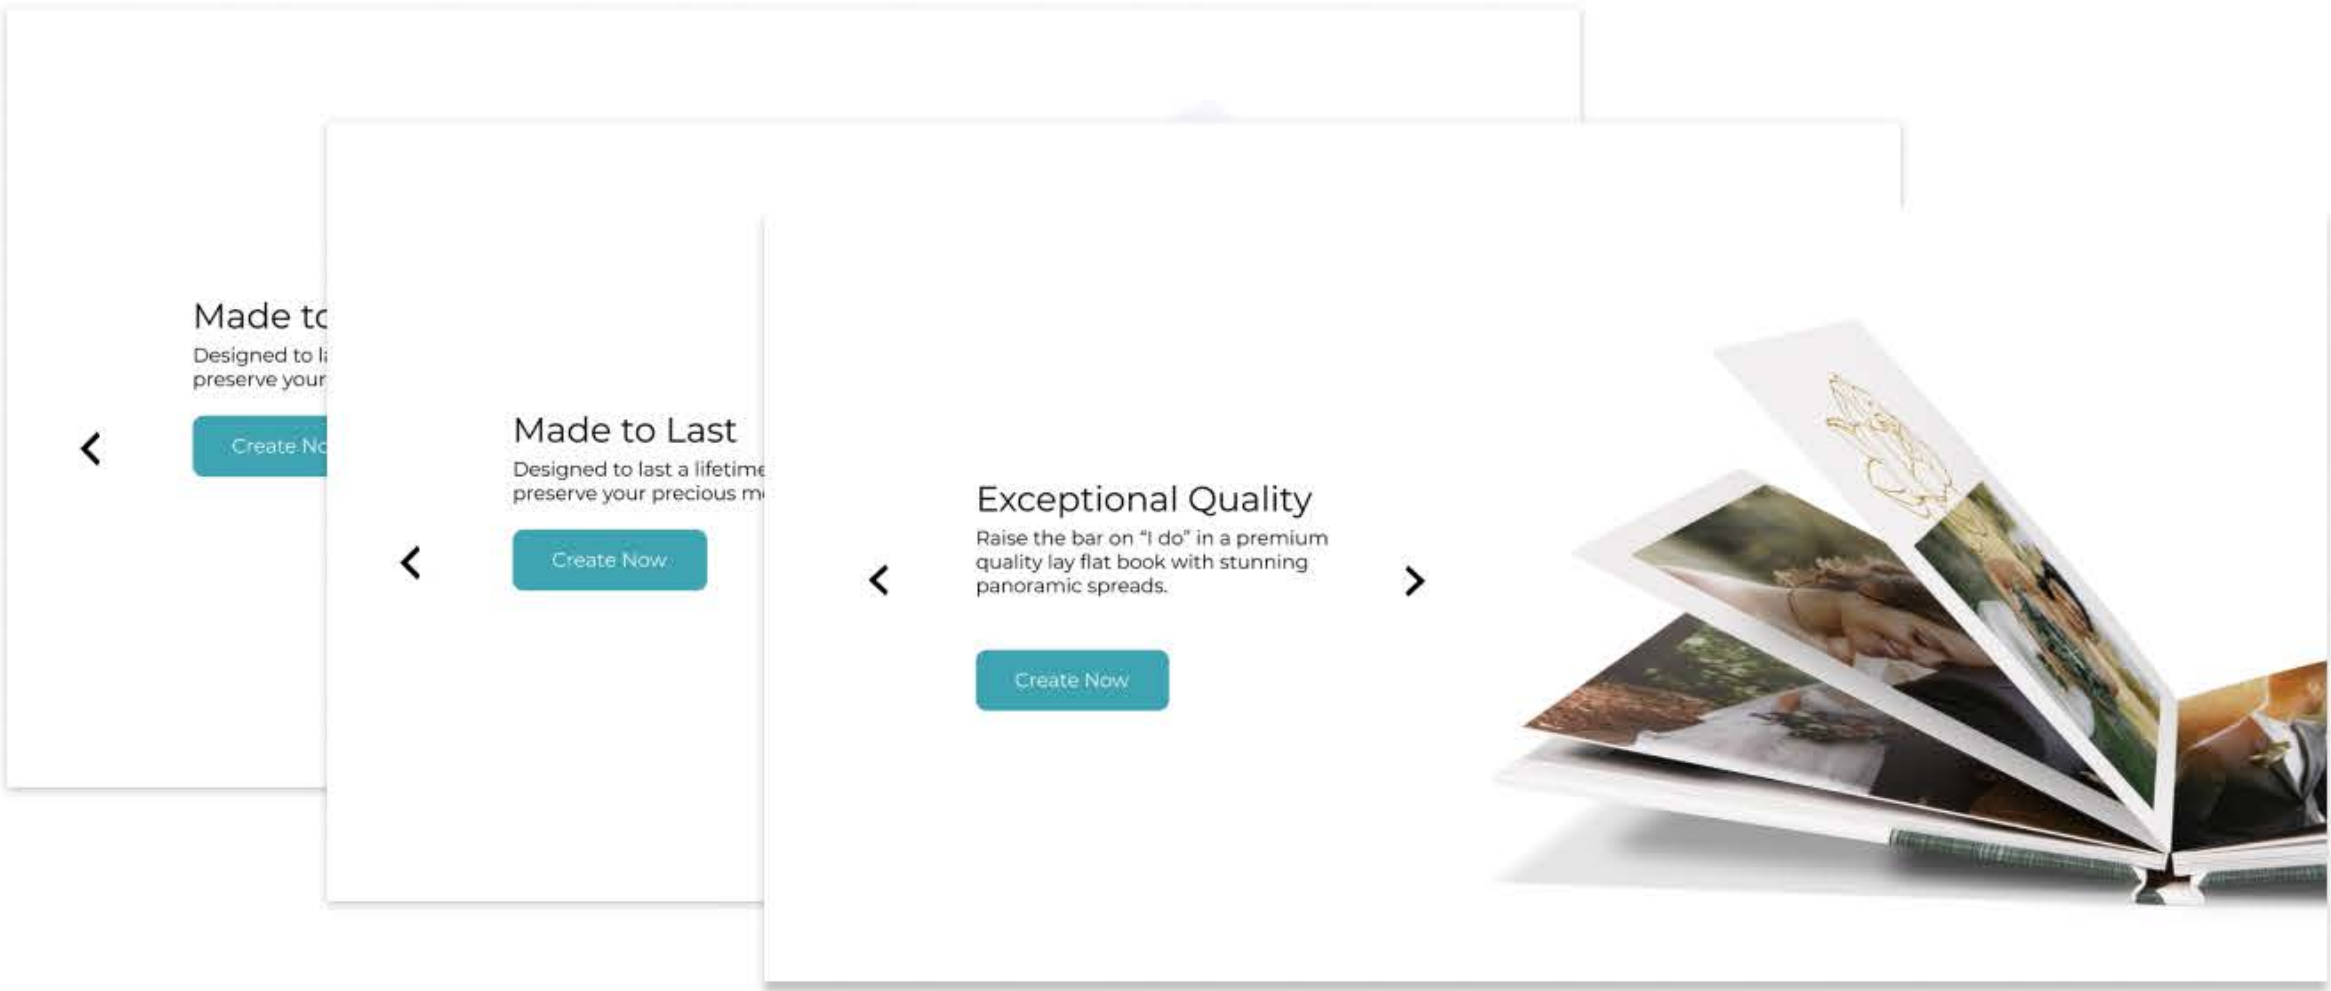 Made to
Designed to
preserve your
Create
Made to Last
Designed to last a lifetime
preserve your precious
Create Now
Exceptional Quality
Raise the bar on “I do” in a premium
quality lay flat book with stunning
panoramic spreads.
Create Now